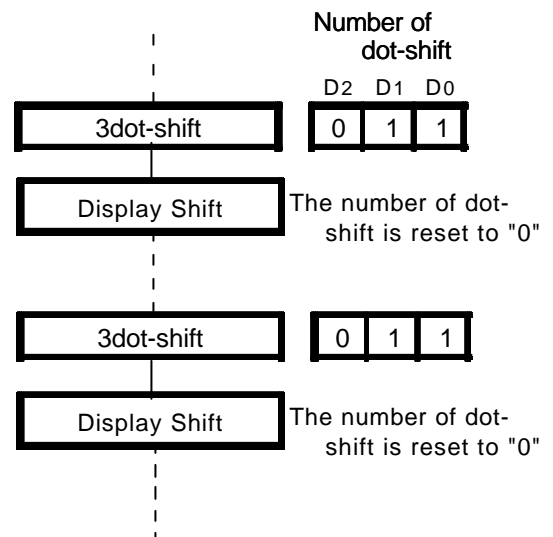 Number of
dot-shift
D2 D1 D0
3dot-shift
0 1 1
Display Shift
The number of dot-
shift is reset to "0"
3dot-shift
0 1 1
Display Shift
The number of dot-
shift is reset to "0"